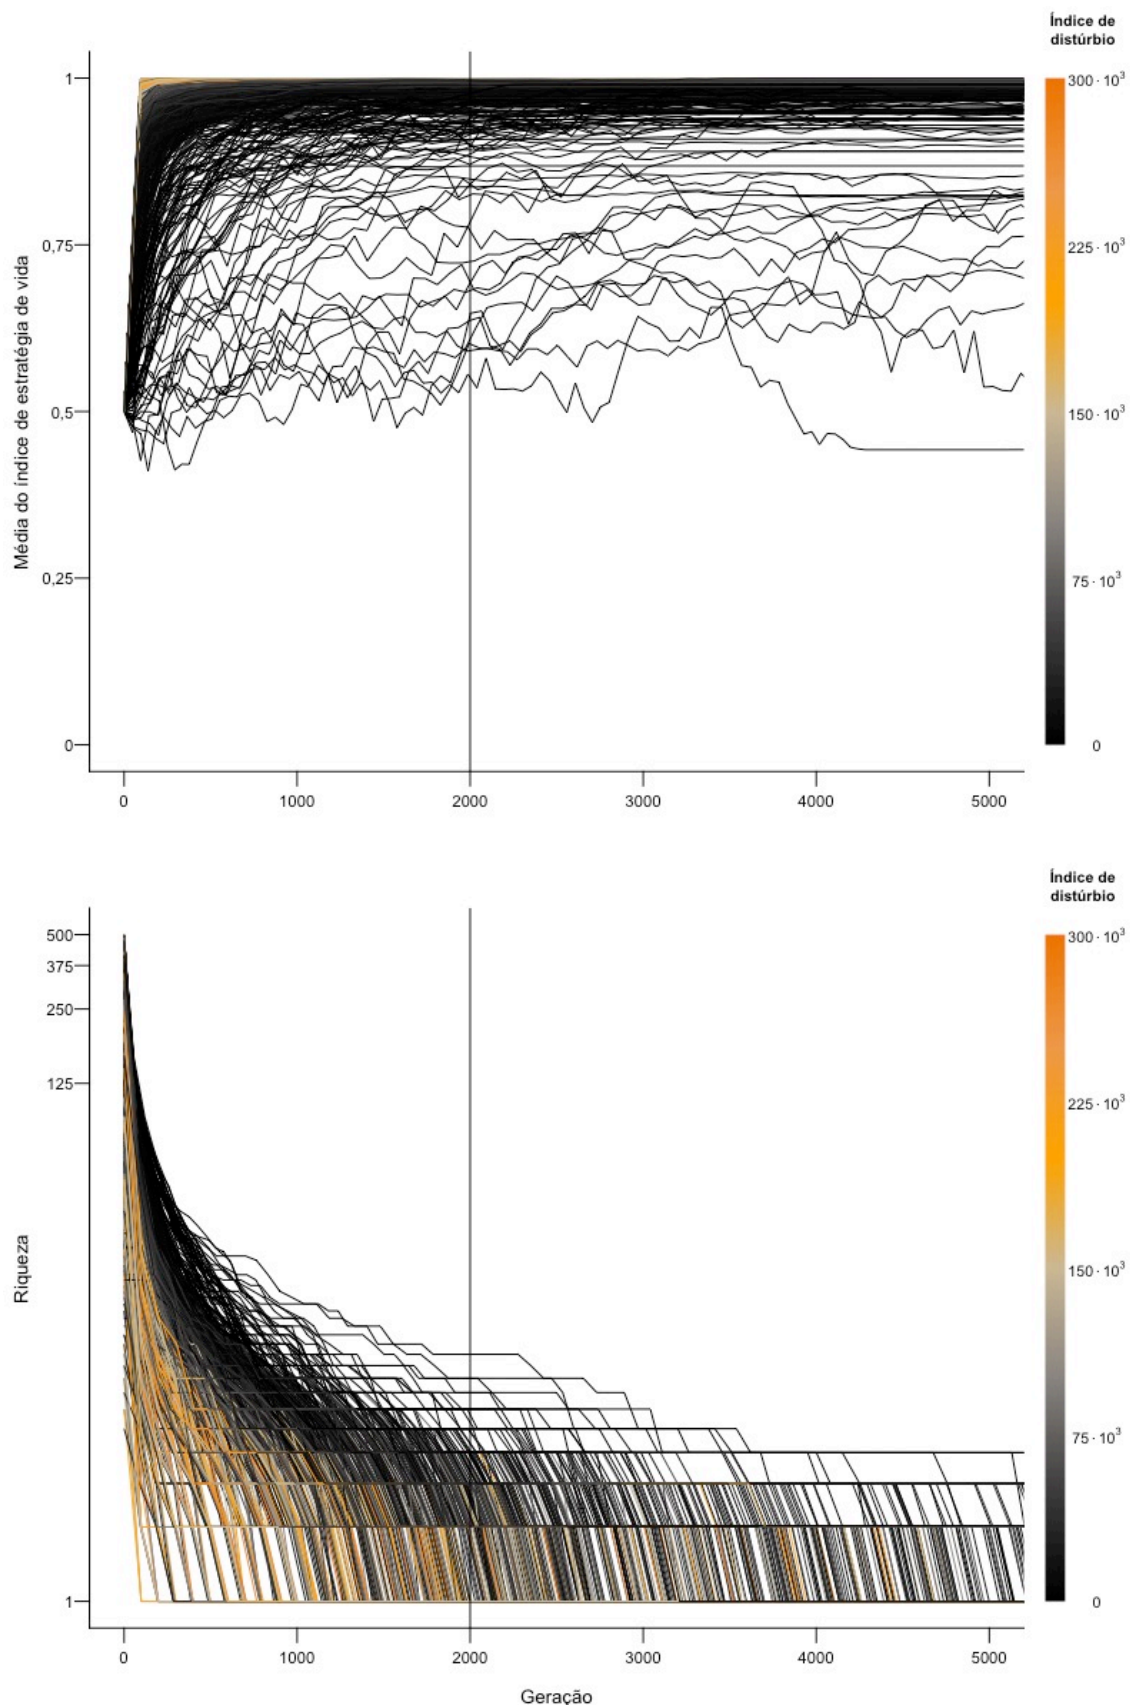 Índice de
distúrbio
300·10³
225·10³
150·10³
75·10³
0
Média do índice de estratégia de vida
1
0,75
0,5
0,25
0
0 1000 2000 3000 4000 5000
Índice de
distúrbio
300·10³
225·10³
150·10³
75·10³
0
Riqueza
500
375
250
125
1
0 1000 2000 3000 4000 5000
Geração